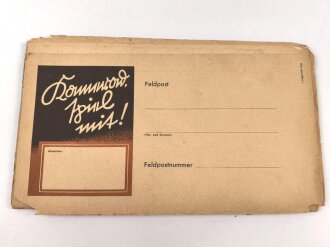 Kamerad,
spiel
mit!
Absender:
Feldpost
(Vor- und Zuname)
Feldpostnummer